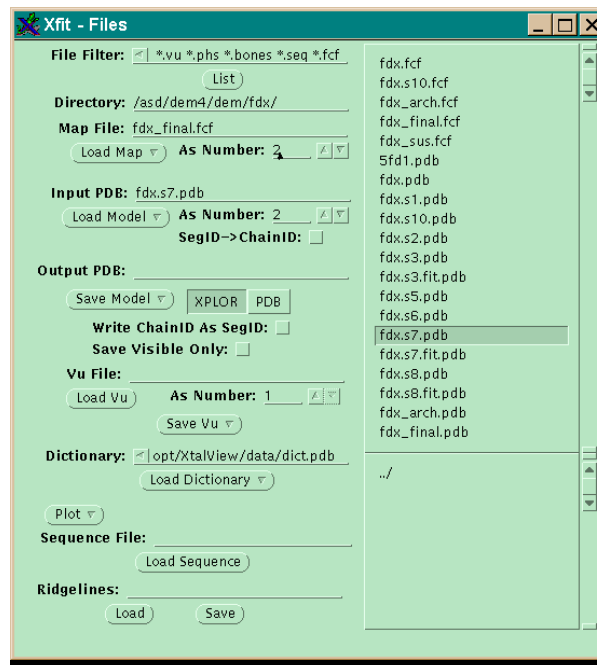 Xfit - Files
File Filter: *.vu *.phs *.bones *.seq *.fcf
List
Directory: /asd/dem4/dem/fdx/
Map File: fdx_final.fcf
Load Map As Number: 2
Input PDB: fdx.s7.pdb
Load Model As Number: 2
SegID->ChainID:
Output PDB:
Save Model XPLOR PDB
Write ChainID As SegID:
Save Visible Only:
Vu File:
Load Vu As Number: 1
Save Vu
Dictionary: opt/XtalView/data/dict.pdb
Load Dictionary
Plot
Sequence File:
Load Sequence
Ridgelines:
Load Save
fdx.fcf
fdx.s10.fcf
fdx_arch.fcf
fdx_final.fcf
fdx_sus.fcf
5fd1.pdb
fdx.pdb
fdx.s1.pdb
fdx.s10.pdb
fdx.s2.pdb
fdx.s3.pdb
fdx.s3.fit.pdb
fdx.s5.pdb
fdx.s6.pdb
fdx.s7.pdb
fdx.s7.fit.pdb
fdx.s8.pdb
fdx.s8.fit.pdb
fdx_arch.pdb
fdx_final.pdb
../